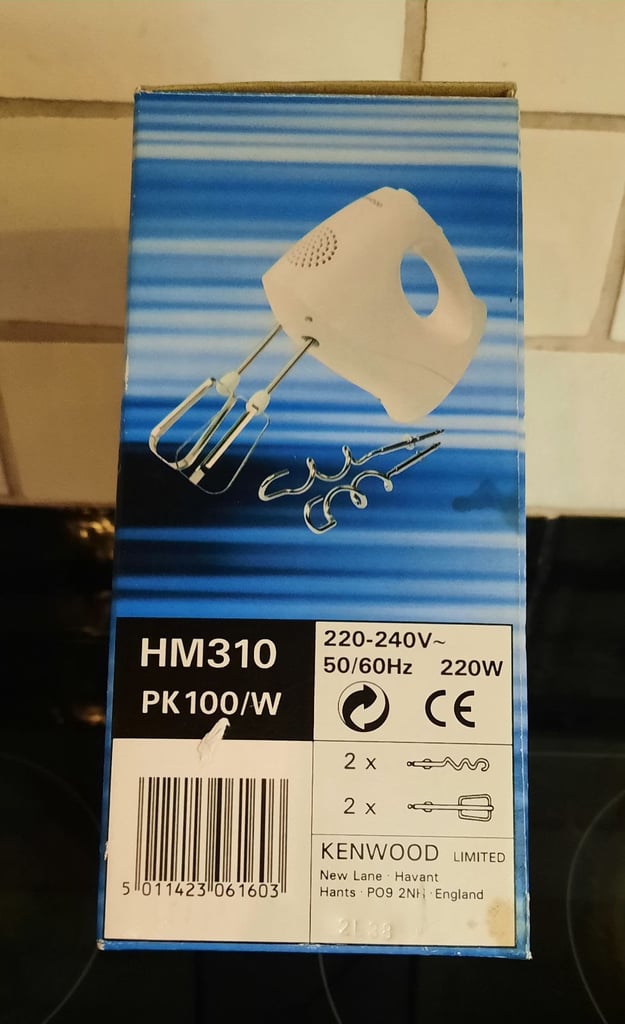 HM310
PK100/W
220-240V~
50/60Hz 220W
CE
2 x
2 x
5 011423 061603
KENWOOD LIMITED
New Lane · Havant
Hants · PO9 2NH · England
2L38